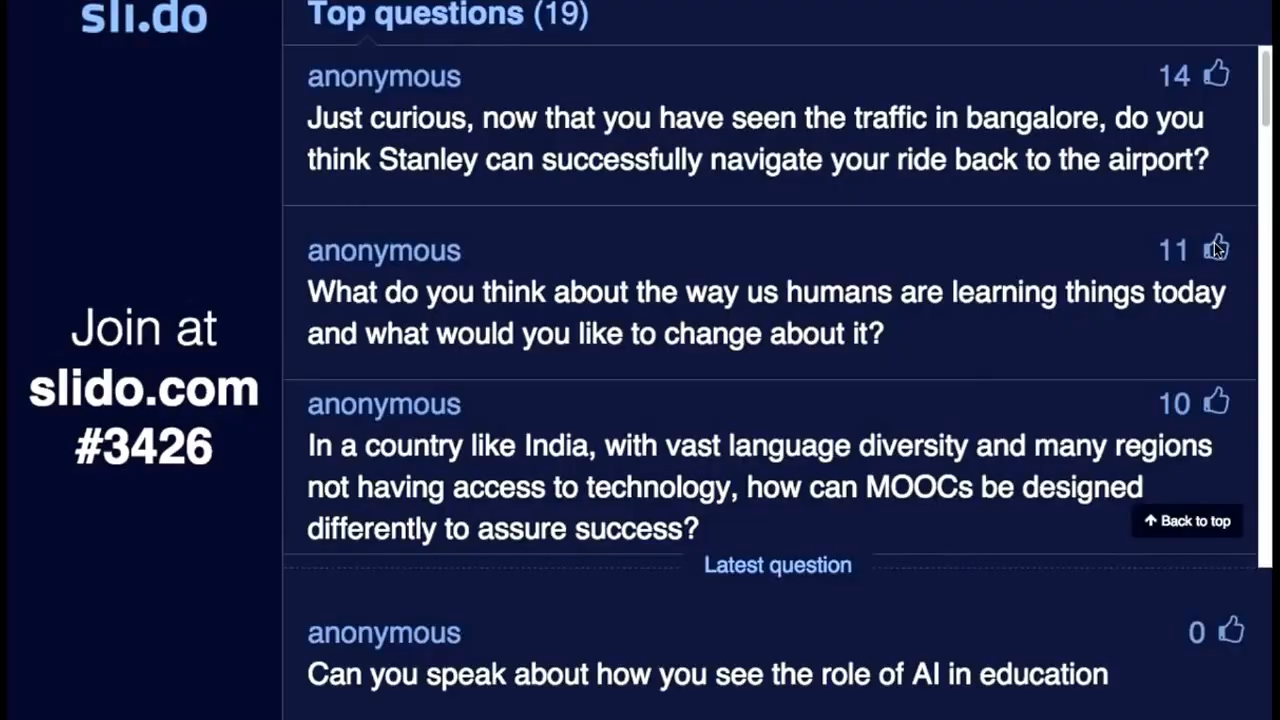 sli.do
Top questions (19)
anonymous
14
Just curious, now that you have seen the traffic in bangalore, do you
think Stanley can successfully navigate your ride back to the airport?
anonymous
11
What do you think about the way us humans are learning things today
and what would you like to change about it?
Join at
slido.com
#3426
anonymous
10
In a country like India, with vast language diversity and many regions
not having access to technology, how can MOOCs be designed
differently to assure success?
↑ Back to top
Latest question
anonymous
0
Can you speak about how you see the role of AI in education